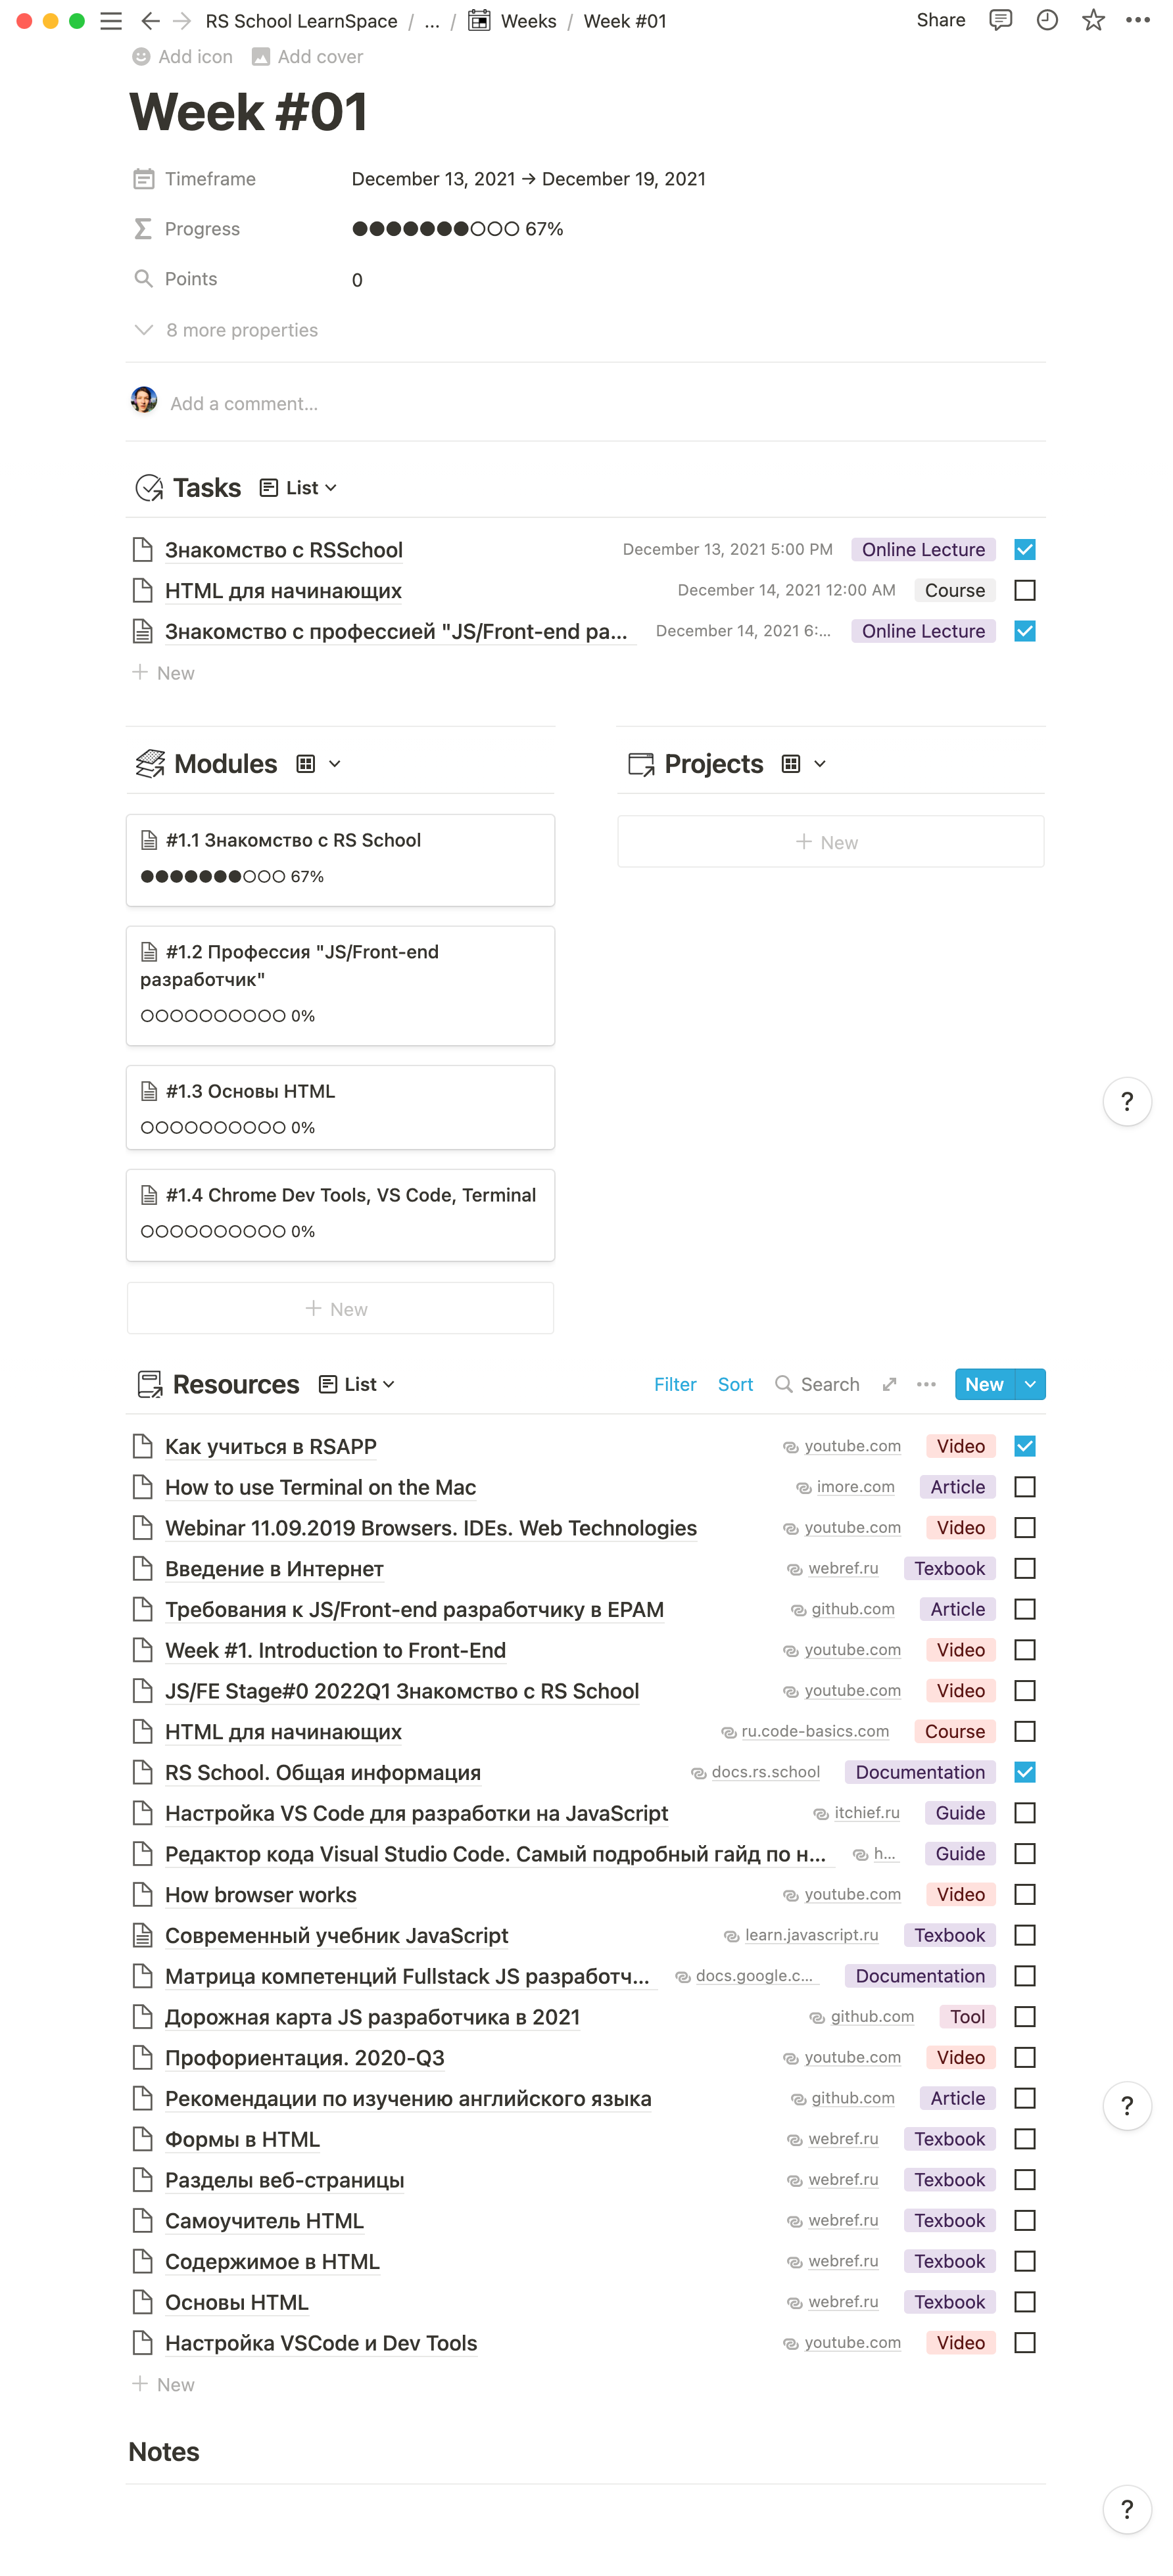 RS School LearnSpace / ... / Weeks / Week #01 Share
Add icon Add cover
Week #01
Timeframe December 13, 2021 → December 19, 2021
Progress ●●●●●●●○○○ 67%
Points 0
8 more properties
Add a comment...
Tasks List
Знакомство с RSSchool December 13, 2021 5:00 PM Online Lecture
HTML для начинающих December 14, 2021 12:00 AM Course
Знакомство с профессией "JS/Front-end ра... December 14, 2021 6:... Online Lecture
+ New
Modules
#1.1 Знакомство с RS School
●●●●●●●○○○ 67%
#1.2 Профессия "JS/Front-end
разработчик"
○○○○○○○○○○ 0%
#1.3 Основы HTML
○○○○○○○○○○ 0%
#1.4 Chrome Dev Tools, VS Code, Terminal
○○○○○○○○○○ 0%
+ New
Projects
+ New
?
Resources List Filter Sort Search ... New
Как учиться в RSAPP youtube.com Video
How to use Terminal on the Mac imore.com Article
Webinar 11.09.2019 Browsers. IDEs. Web Technologies youtube.com Video
Введение в Интернет webref.ru Texbook
Требования к JS/Front-end разработчику в EPAM github.com Article
Week #1. Introduction to Front-End youtube.com Video
JS/FE Stage#0 2022Q1 Знакомство с RS School youtube.com Video
HTML для начинающих ru.code-basics.com Course
RS School. Общая информация docs.rs.school Documentation
Настройка VS Code для разработки на JavaScript itchief.ru Guide
Редактор кода Visual Studio Code. Самый подробный гайд по н... h... Guide
How browser works youtube.com Video
Современный учебник JavaScript learn.javascript.ru Texbook
Матрица компетенций Fullstack JS разработч... docs.google.c... Documentation
Дорожная карта JS разработчика в 2021 github.com Tool
Профориентация. 2020-Q3 youtube.com Video
Рекомендации по изучению английского языка github.com Article
?
Формы в HTML webref.ru Texbook
Разделы веб-страницы webref.ru Texbook
Самоучитель HTML webref.ru Texbook
Содержимое в HTML webref.ru Texbook
Основы HTML webref.ru Texbook
Настройка VSCode и Dev Tools youtube.com Video
+ New
Notes
?